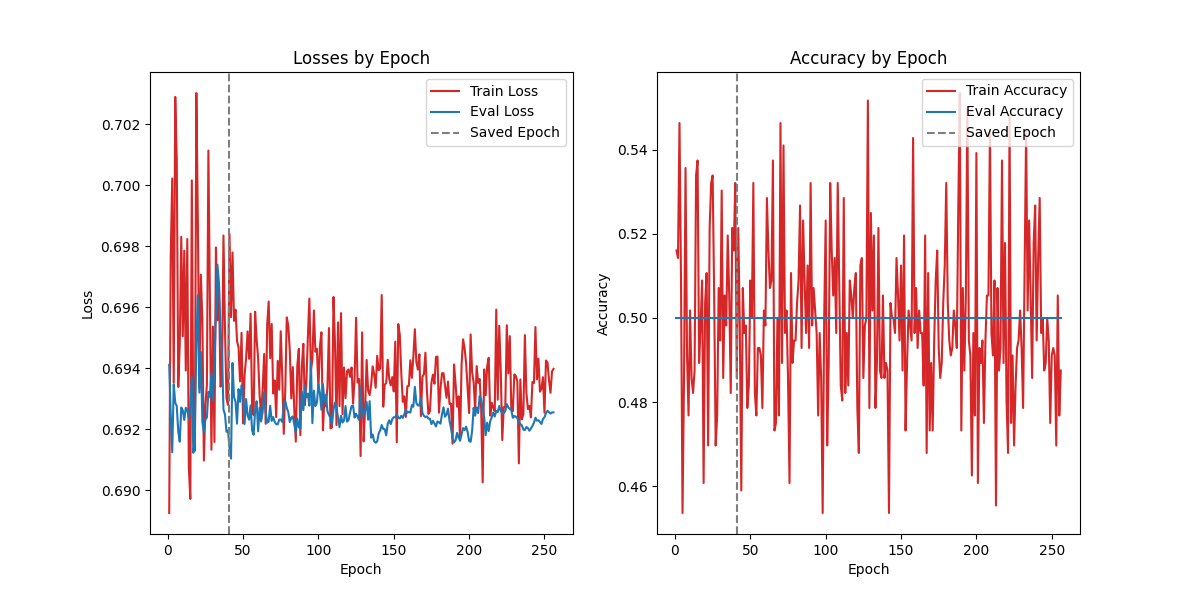 Losses by Epoch
Train Loss
Eval Loss
Saved Epoch
0.702
0.700
0.698
0.696
0.694
0.692
0.690
Loss
0 50 100 150 200 250
Epoch
Accuracy by Epoch
Train Accuracy
Eval Accuracy
Saved Epoch
0.54
0.52
0.50
0.48
0.46
Accuracy
0 50 100 150 200 250
Epoch